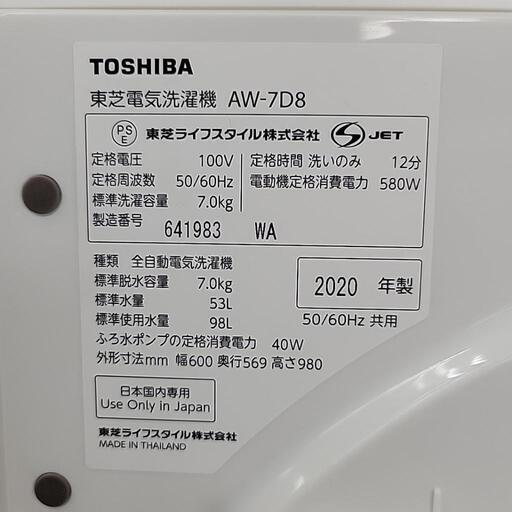 TOSHIBA
東芝電気洗濯機 AW-7D8
PSE 東芝ライフスタイル株式会社 S JET
定格電圧 100V 定格時間 洗いのみ 12分
定格周波数 50/60Hz 電動機定格消費電力 580W
標準洗濯容量 7.0kg
製造番号 641983 WA
種類 全自動電気洗濯機
標準脱水容量 7.0kg
標準水量 53L 2020 年製
標準使用水量 98L 50/60Hz 共用
ふろ水ポンプの定格消費電力 40W
外形寸法mm 幅600 奥行569 高さ980
日本国内専用
Use Only in Japan
東芝ライフスタイル株式会社
MADE IN THAILAND